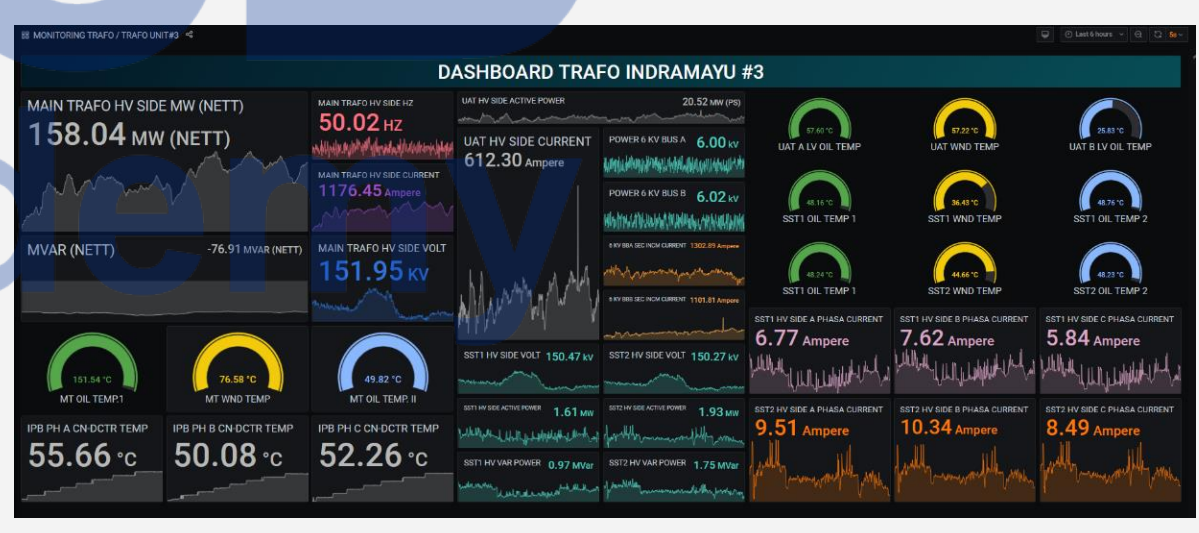 MONITORING TRAFO / TRAFO UNIT#3
Last 6 hours
5s
DASHBOARD TRAFO INDRAMAYU #3
MAIN TRAFO HV SIDE MW (NETT)
158.04 MW (NETT)
MAIN TRAFO HV SIDE HZ
50.02 HZ
MAIN TRAFO HV SIDE CURRENT
1176.45 Ampere
MVAR (NETT)
-76.91 MVAR (NETT)
MAIN TRAFO HV SIDE VOLT
151.95 KV
151.54 °C
MT OIL TEMP.1
76.58 °C
MT WND TEMP
49.82 °C
MT OIL TEMP. II
IPB PH A CN-DCTR TEMP
55.66 °C
IPB PH B CN-DCTR TEMP
50.08 °C
IPB PH C CN-DCTR TEMP
52.26 °C
UAT HV SIDE ACTIVE POWER
20.52 MW (PS)
UAT HV SIDE CURRENT
612.30 Ampere
POWER 6 KV BUS A
6.00 kV
POWER 6 KV BUS B
6.02 kV
6 KV BBA SEC INCM CURRENT 1302.89 Ampere
6 KV BBB SEC INCM CURRENT 1101.81 Ampere
SST1 HV SIDE VOLT 150.47 kV
SST2 HV SIDE VOLT 150.27 kV
SST1 HV SIDE ACTIVE POWER 1.61 MW
SST2 HV SIDE ACTIVE POWER 1.93 MW
SST1 HV VAR POWER 0.97 MVar
SST2 HV VAR POWER 1.75 MVar
57.60 °C
UAT A LV OIL TEMP
57.22 °C
UAT WND TEMP
25.83 °C
UAT B LV OIL TEMP
48.16 °C
SST1 OIL TEMP 1
36.43 °C
SST1 WND TEMP
48.76 °C
SST1 OIL TEMP 2
48.24 °C
SST1 OIL TEMP 1
44.66 °C
SST2 WND TEMP
48.23 °C
SST2 OIL TEMP 2
SST1 HV SIDE A PHASA CURRENT
6.77 Ampere
SST1 HV SIDE B PHASA CURRENT
7.62 Ampere
SST1 HV SIDE C PHASA CURRENT
5.84 Ampere
SST2 HV SIDE A PHASA CURRENT
9.51 Ampere
SST2 HV SIDE B PHASA CURRENT
10.34 Ampere
SST2 HV SIDE C PHASA CURRENT
8.49 Ampere